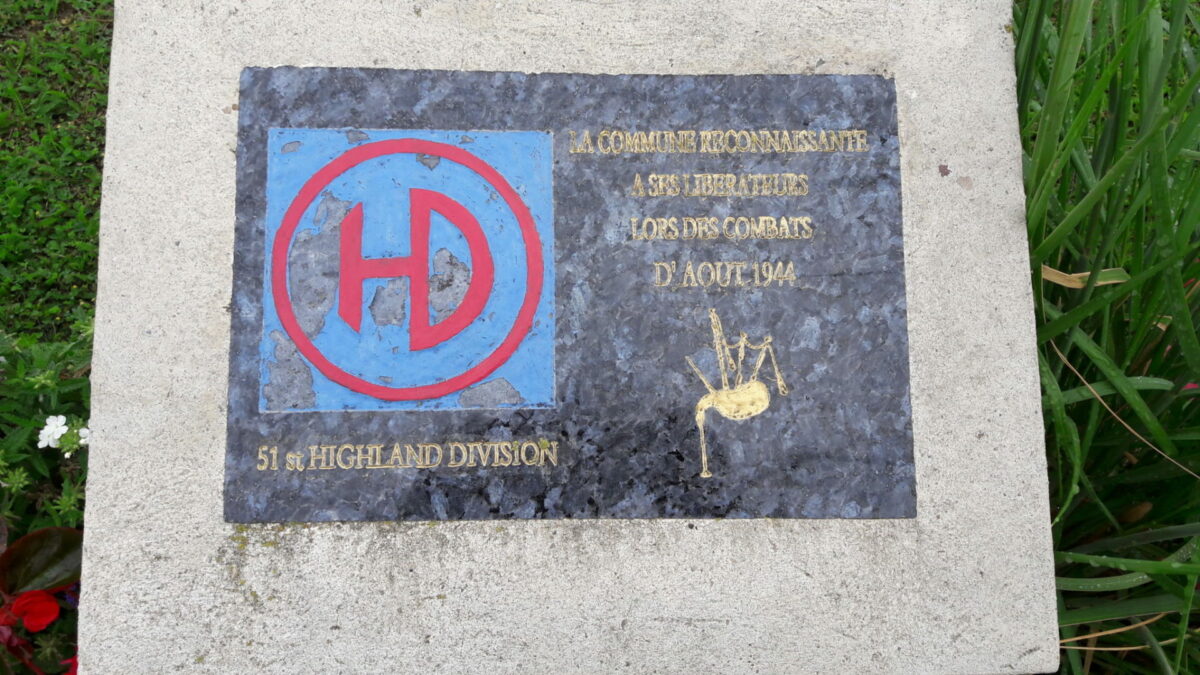 HD
LA COMMUNE RECONNAISSANTE
A SES LIBERATEURS
LORS DES COMBATS
D' AOUT 1944
51 st HIGHLAND DIVISION